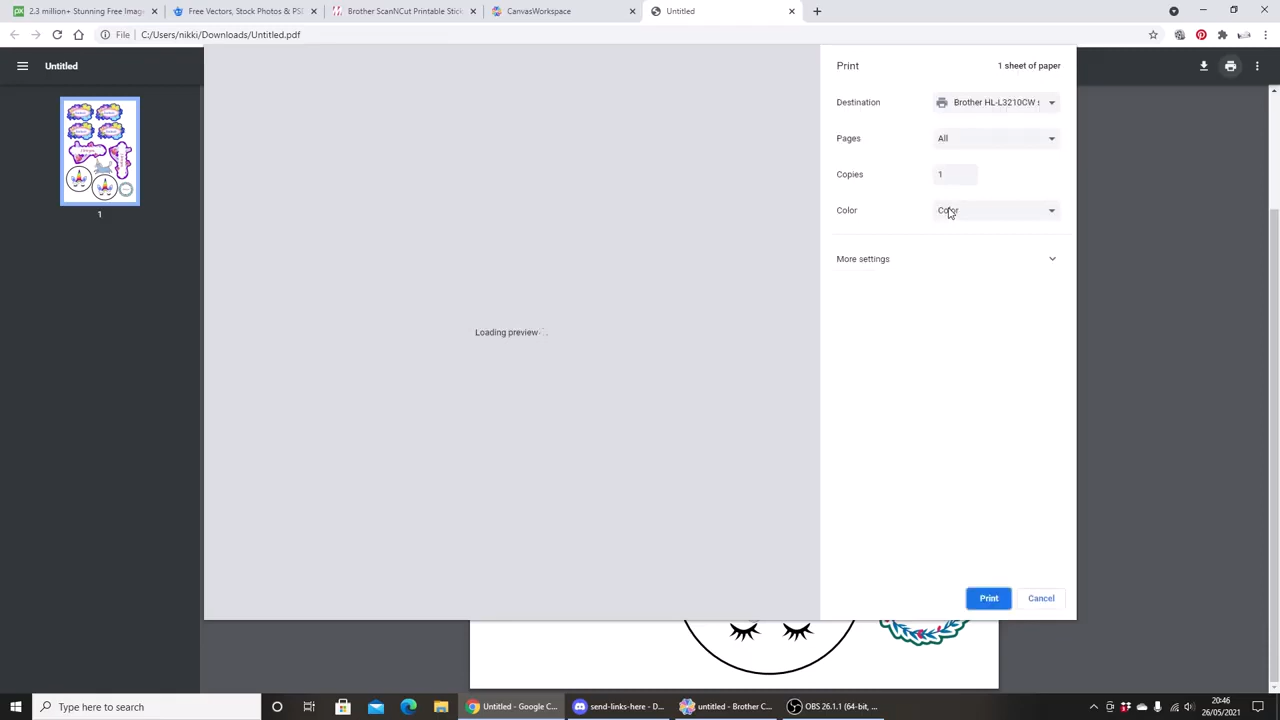 2.3 million+ Stunning Free Imag
Free Vectors, Stock Photos & PSD
Brother ScanNCut Printable Stick
CanvasWorkspace
Untitled
File
C:/Users/nikki/Downloads/Untitled.pdf
Untitled
1
Loading preview
Print
1 sheet of paper
Destination
Brother HL-L3210CW s
Pages
All
Copies
1
Color
Color
More settings
Print
Cancel
Type here to search
Untitled - Google C...
send-links-here - D...
untitled - Brother C...
OBS 26.1.1 (64-bit, ...
20:46
26/05/2021